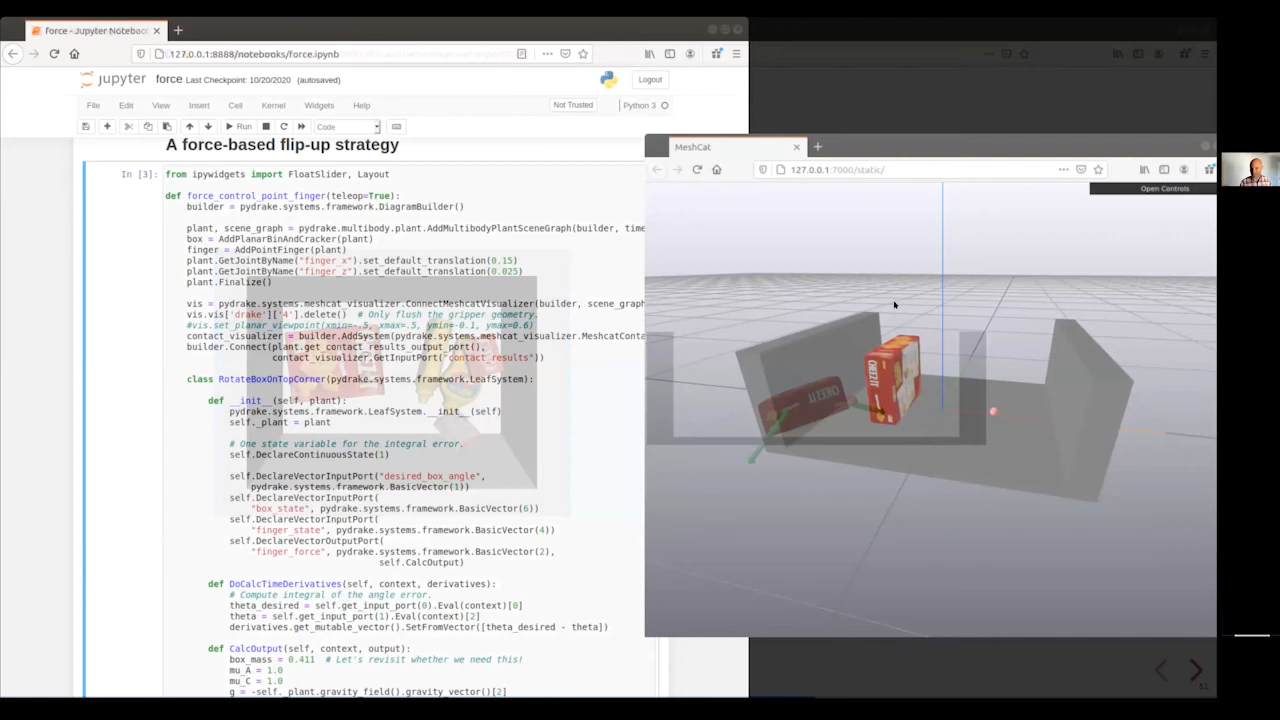 Force - Jupyter Notebook
127.0.0.1:8888/notebooks/force.ipynb
jupyter force Last Checkpoint: 10/20/2020 (autosaved)
Logout
File Edit View Insert Cell Kernel Widgets Help
Not Trusted
Python 3
Run
Code
A force-based flip-up strategy
In [3]:
from ipywidgets import FloatSlider, Layout
def force_control_point_finger(teleop=True):
builder = pydrake.systems.framework.DiagramBuilder()
plant, scene_graph = pydrake.multibody.plant.AddMultibodyPlantSceneGraph(builder, time
box = AddPlanarBinAndCracker(plant)
finger = AddPointFinger(plant)
plant.GetJointByName("finger_x").set_default_translation(0.15)
plant.GetJointByName("finger_z").set_default_translation(0.025)
plant.Finalize()
vis = pydrake.systems.meshcat_visualizer.ConnectMeshcatVisualizer(builder, scene_graph
vis.vis['drake']['4'].delete() # Only flush the gripper geometry.
#vis.set_planar_viewpoint(xmin=-.5, xmax=.5, ymin=-0.1, ymax=0.6)
contact_visualizer = builder.AddSystem(pydrake.systems.meshcat_visualizer.MeshcatConta
builder.Connect(plant.get_contact_results_output_port(),
contact_visualizer.GetInputPort("contact_results"))
class RotateBoxOnTopCorner(pydrake.systems.framework.LeafSystem):
def __init__(self, plant):
pydrake.systems.framework.LeafSystem.__init__(self)
self._plant = plant
# One state variable for the integral error.
self.DeclareContinuousState(1)
self.DeclareVectorInputPort("desired_box_angle",
pydrake.systems.framework.BasicVector(1))
self.DeclareVectorInputPort(
"box_state", pydrake.systems.framework.BasicVector(6))
self.DeclareVectorInputPort(
"finger_state", pydrake.systems.framework.BasicVector(4))
self.DeclareVectorOutputPort(
"finger_force", pydrake.systems.framework.BasicVector(2),
self.CalcOutput)
def DoCalcTimeDerivatives(self, context, derivatives):
# Compute integral of the angle error.
theta_desired = self.get_input_port(0).Eval(context)[0]
theta = self.get_input_port(1).Eval(context)[2]
derivatives.get_mutable_vector().SetFromVector([theta_desired - theta])
def CalcOutput(self, context, output):
box_mass = 0.411 # Let's revisit whether we need this!
mu_A = 1.0
mu_C = 1.0
g = -self._plant.gravity_field().gravity_vector()[2]
MeshCat
127.0.0.1:7000/static/
Open Controls
CHEEZ IT
CHEEZ IT
51